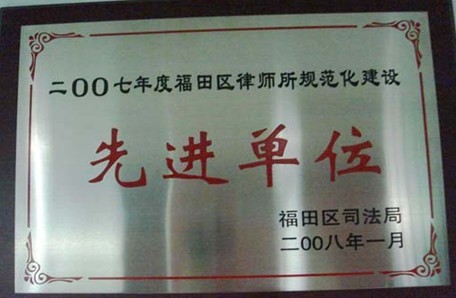 二00七年度福田区律师所规范化建设
先进单位
福田区司法局
二00八年一月